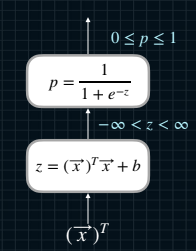 0 ≤ p ≤ 1
p = 1 / (1 + e^{-z})
-∞ < z < ∞
z = (x⃗)^T x⃗ + b
(x⃗)^T